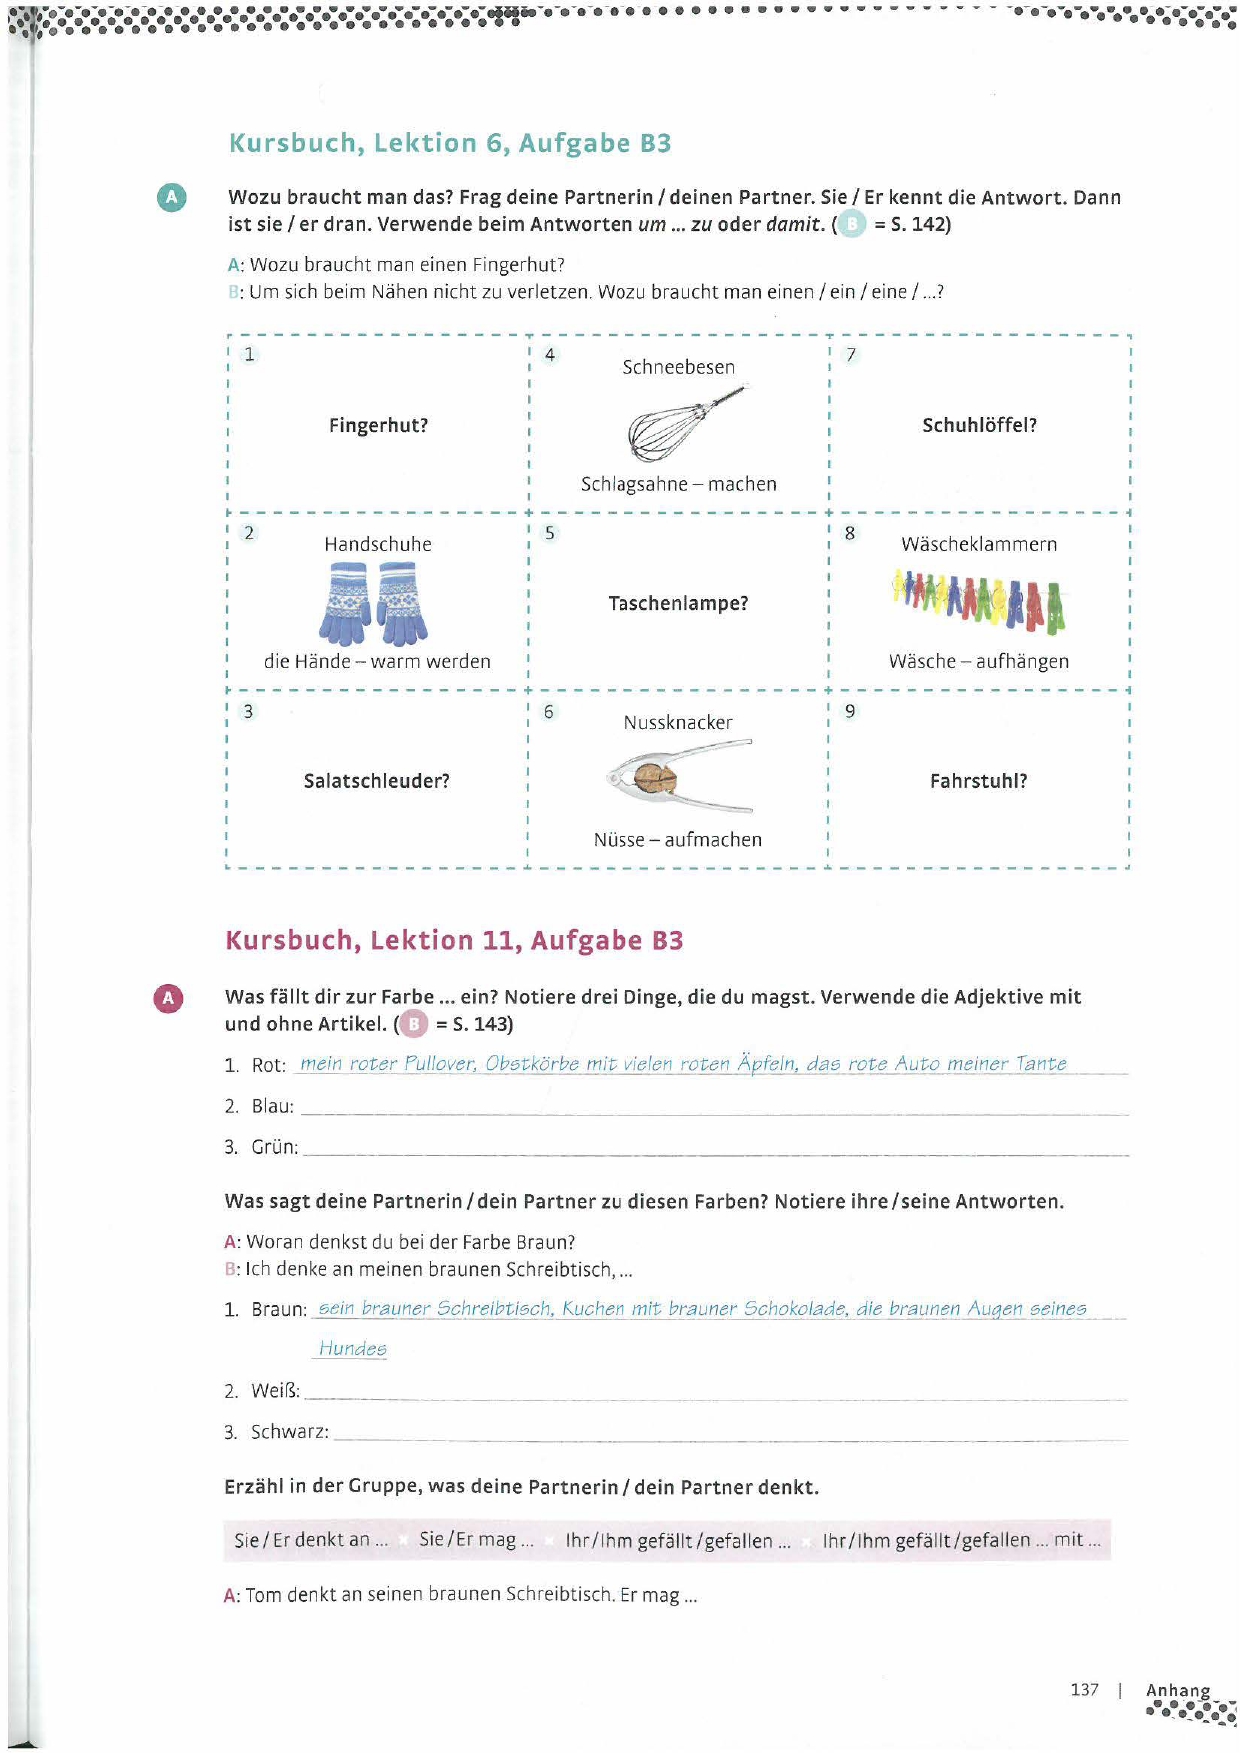 Kursbuch, Lektion 6, Aufgabe B3
A Wozu braucht man das? Frag deine Partnerin / deinen Partner. Sie / Er kennt die Antwort. Dann
ist sie / er dran. Verwende beim Antworten um ... zu oder damit. ( B = S. 142)
A: Wozu braucht man einen Fingerhut?
B: Um sich beim Nähen nicht zu verletzen. Wozu braucht man einen / ein / eine / ...?
1
Fingerhut?
4
Schneebesen
Schlagsahne – machen
7
Schuhlöffel?
2
Handschuhe
die Hände – warm werden
5
Taschenlampe?
8
Wäscheklammern
Wäsche – aufhängen
3
Salatschleuder?
6
Nussknacker
Nüsse – aufmachen
9
Fahrstuhl?
Kursbuch, Lektion 11, Aufgabe B3
A Was fällt dir zur Farbe ... ein? Notiere drei Dinge, die du magst. Verwende die Adjektive mit
und ohne Artikel. ( B = S. 143)
1. Rot: mein roter Pullover, Obstkörbe mit vielen roten Äpfeln, das rote Auto meiner Tante
2. Blau:
3. Grün:
Was sagt deine Partnerin / dein Partner zu diesen Farben? Notiere ihre / seine Antworten.
A: Woran denkst du bei der Farbe Braun?
B: Ich denke an meinen braunen Schreibtisch, ...
1. Braun: sein brauner Schreibtisch, Kuchen mit brauner Schokolade, die braunen Augen seines
Hundes
2. Weiß:
3. Schwarz:
Erzähl in der Gruppe, was deine Partnerin / dein Partner denkt.
Sie / Er denkt an ... × Sie / Er mag ... × Ihr / Ihm gefällt / gefallen ... × Ihr / Ihm gefällt / gefallen ... mit ...
A: Tom denkt an seinen braunen Schreibtisch. Er mag ...
137 | Anhang